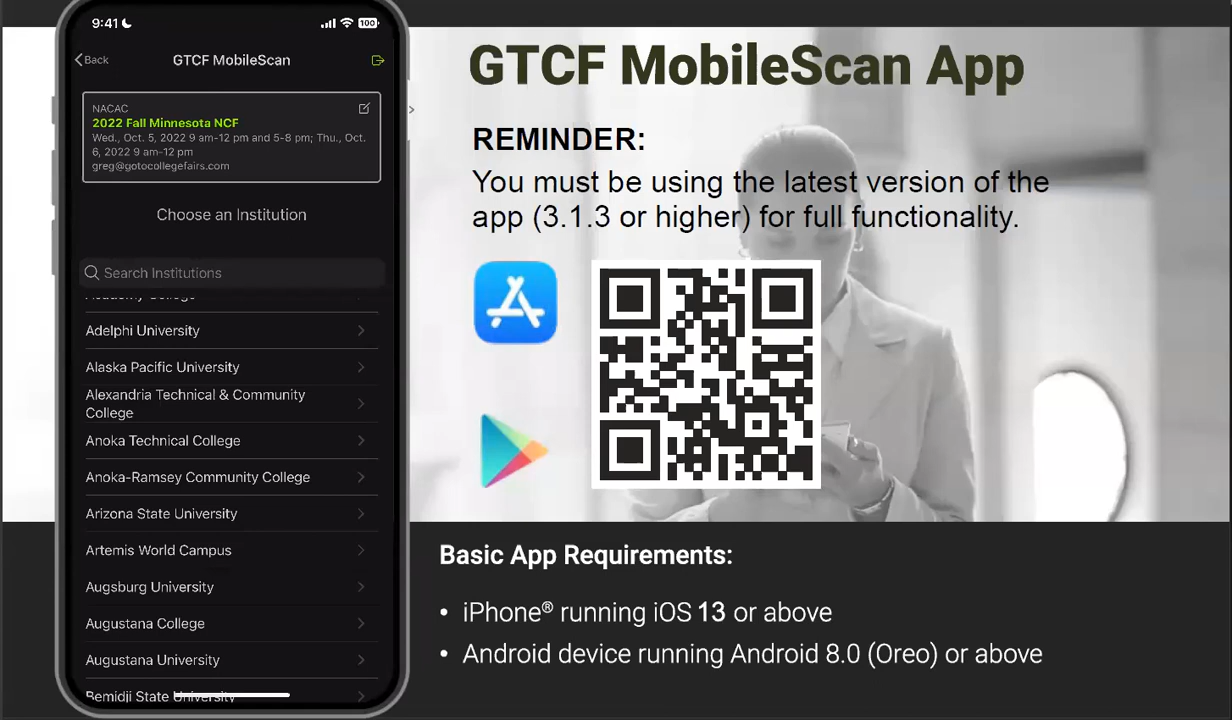 9:41
100
Back
GTCF MobileScan
NACAC
2022 Fall Minnesota NCF
Wed., Oct. 5, 2022 9 am-12 pm and 5-8 pm; Thu., Oct.
6, 2022 9 am-12 pm
greg@gotocollegefairs.com
Choose an Institution
Search Institutions
Academy College
Adelphi University
Alaska Pacific University
Alexandria Technical & Community
College
Anoka Technical College
Anoka-Ramsey Community College
Arizona State University
Artemis World Campus
Augsburg University
Augustana College
Augustana University
Bemidji State University
GTCF MobileScan App
REMINDER:
You must be using the latest version of the
app (3.1.3 or higher) for full functionality.
Basic App Requirements:
• iPhone® running iOS 13 or above
• Android device running Android 8.0 (Oreo) or above